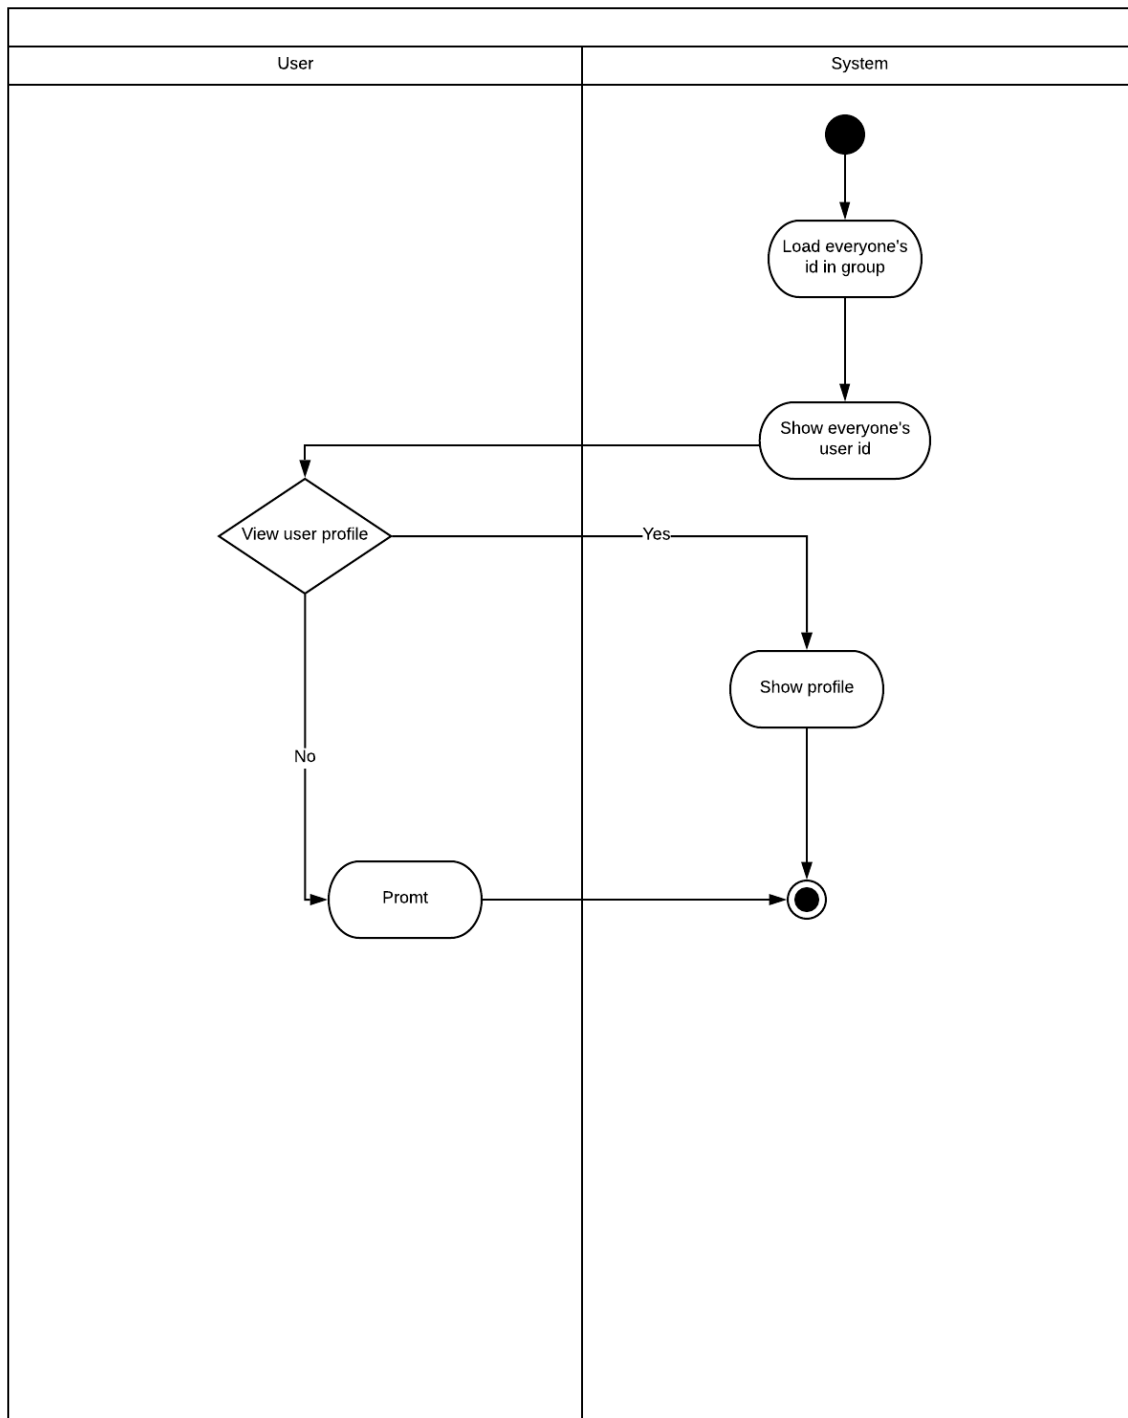 User
System
Load everyone's
id in group
Show everyone's
user id
View user profile
Yes
Show profile
No
Promt